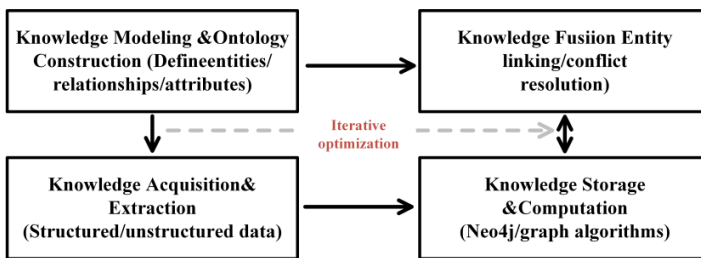 Knowledge Modeling &Ontology
Construction (Defineentities/
relationships/attributes)
Knowledge Fusiion Entity
linking/conflict
resolution)
Iterative
optimization
Knowledge Acquisition&
Extraction
(Structured/unstructured data)
Knowledge Storage
&Computation
(Neo4j/graph algorithms)